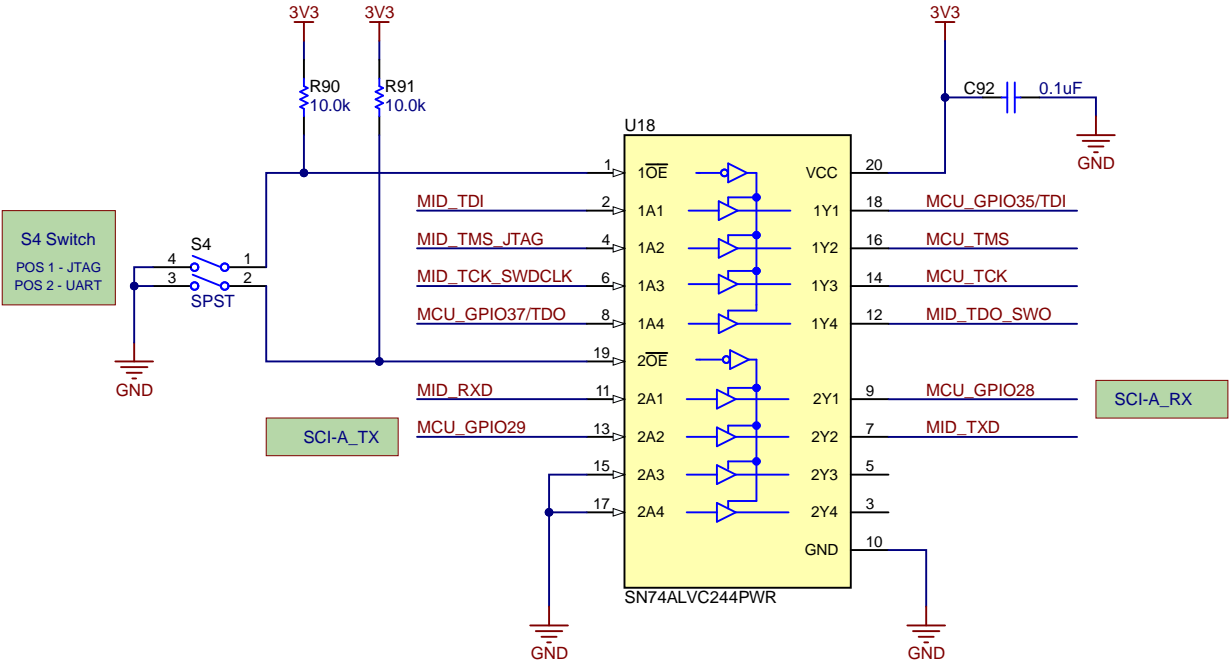 3V3
3V3
3V3
R90
10.0k
R91
10.0k
C92
0.1uF
GND
U18
1
1OE
VCC
20
MID_TDI
2
1A1
1Y1
18
MCU_GPIO35/TDI
S4 Switch
POS 1 - JTAG
POS 2 - UART
S4
4
1
3
2
SPST
GND
MID_TMS_JTAG
4
1A2
1Y2
16
MCU_TMS
MID_TCK_SWDCLK
6
1A3
1Y3
14
MCU_TCK
MCU_GPIO37/TDO
8
1A4
1Y4
12
MID_TDO_SWO
19
2OE
MID_RXD
11
2A1
2Y1
9
MCU_GPIO28
SCI-A_RX
SCI-A_TX
MCU_GPIO29
13
2A2
2Y2
7
MID_TXD
15
2A3
2Y3
5
17
2A4
2Y4
3
GND
10
SN74ALVC244PWR
GND
GND